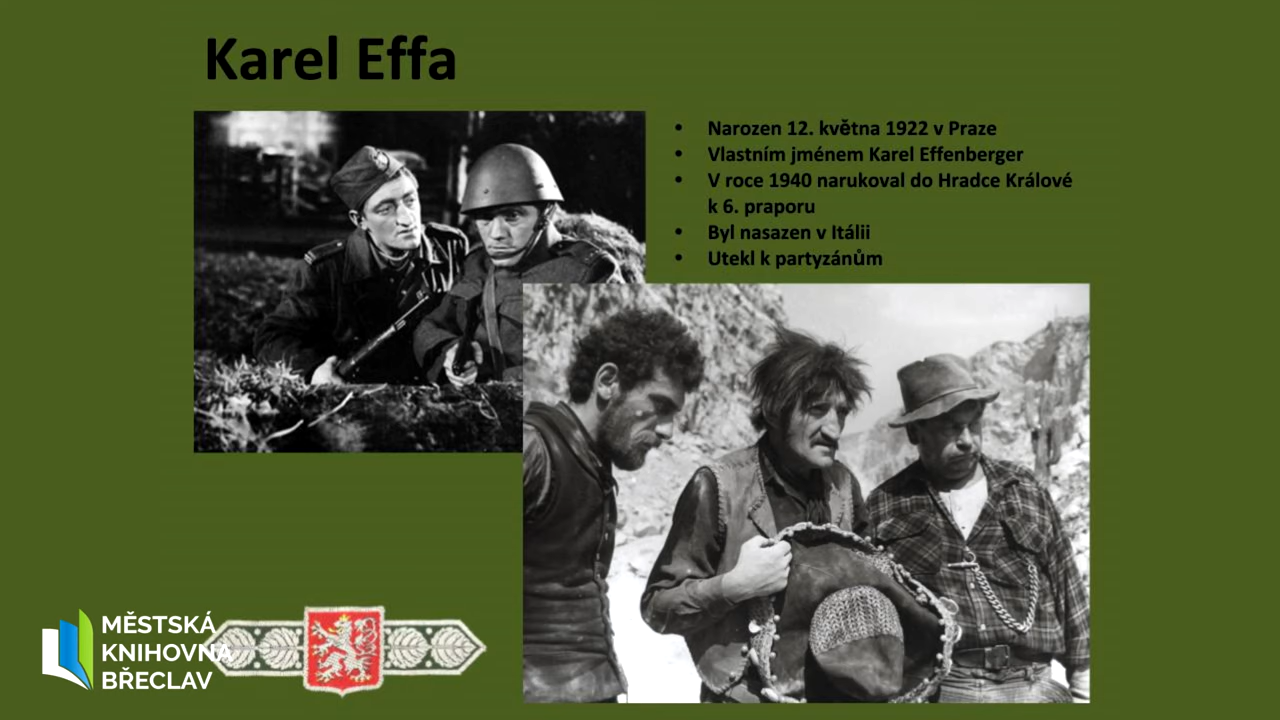 Karel Effa
• Narozen 12. května 1922 v Praze
• Vlastním jménem Karel Effenberger
• V roce 1940 narukoval do Hradce Králové
k 6. praporu
• Byl nasazen v Itálii
• Utekl k partyzánům
MĚSTSKÁ
KNIHOVNA
BŘECLAV